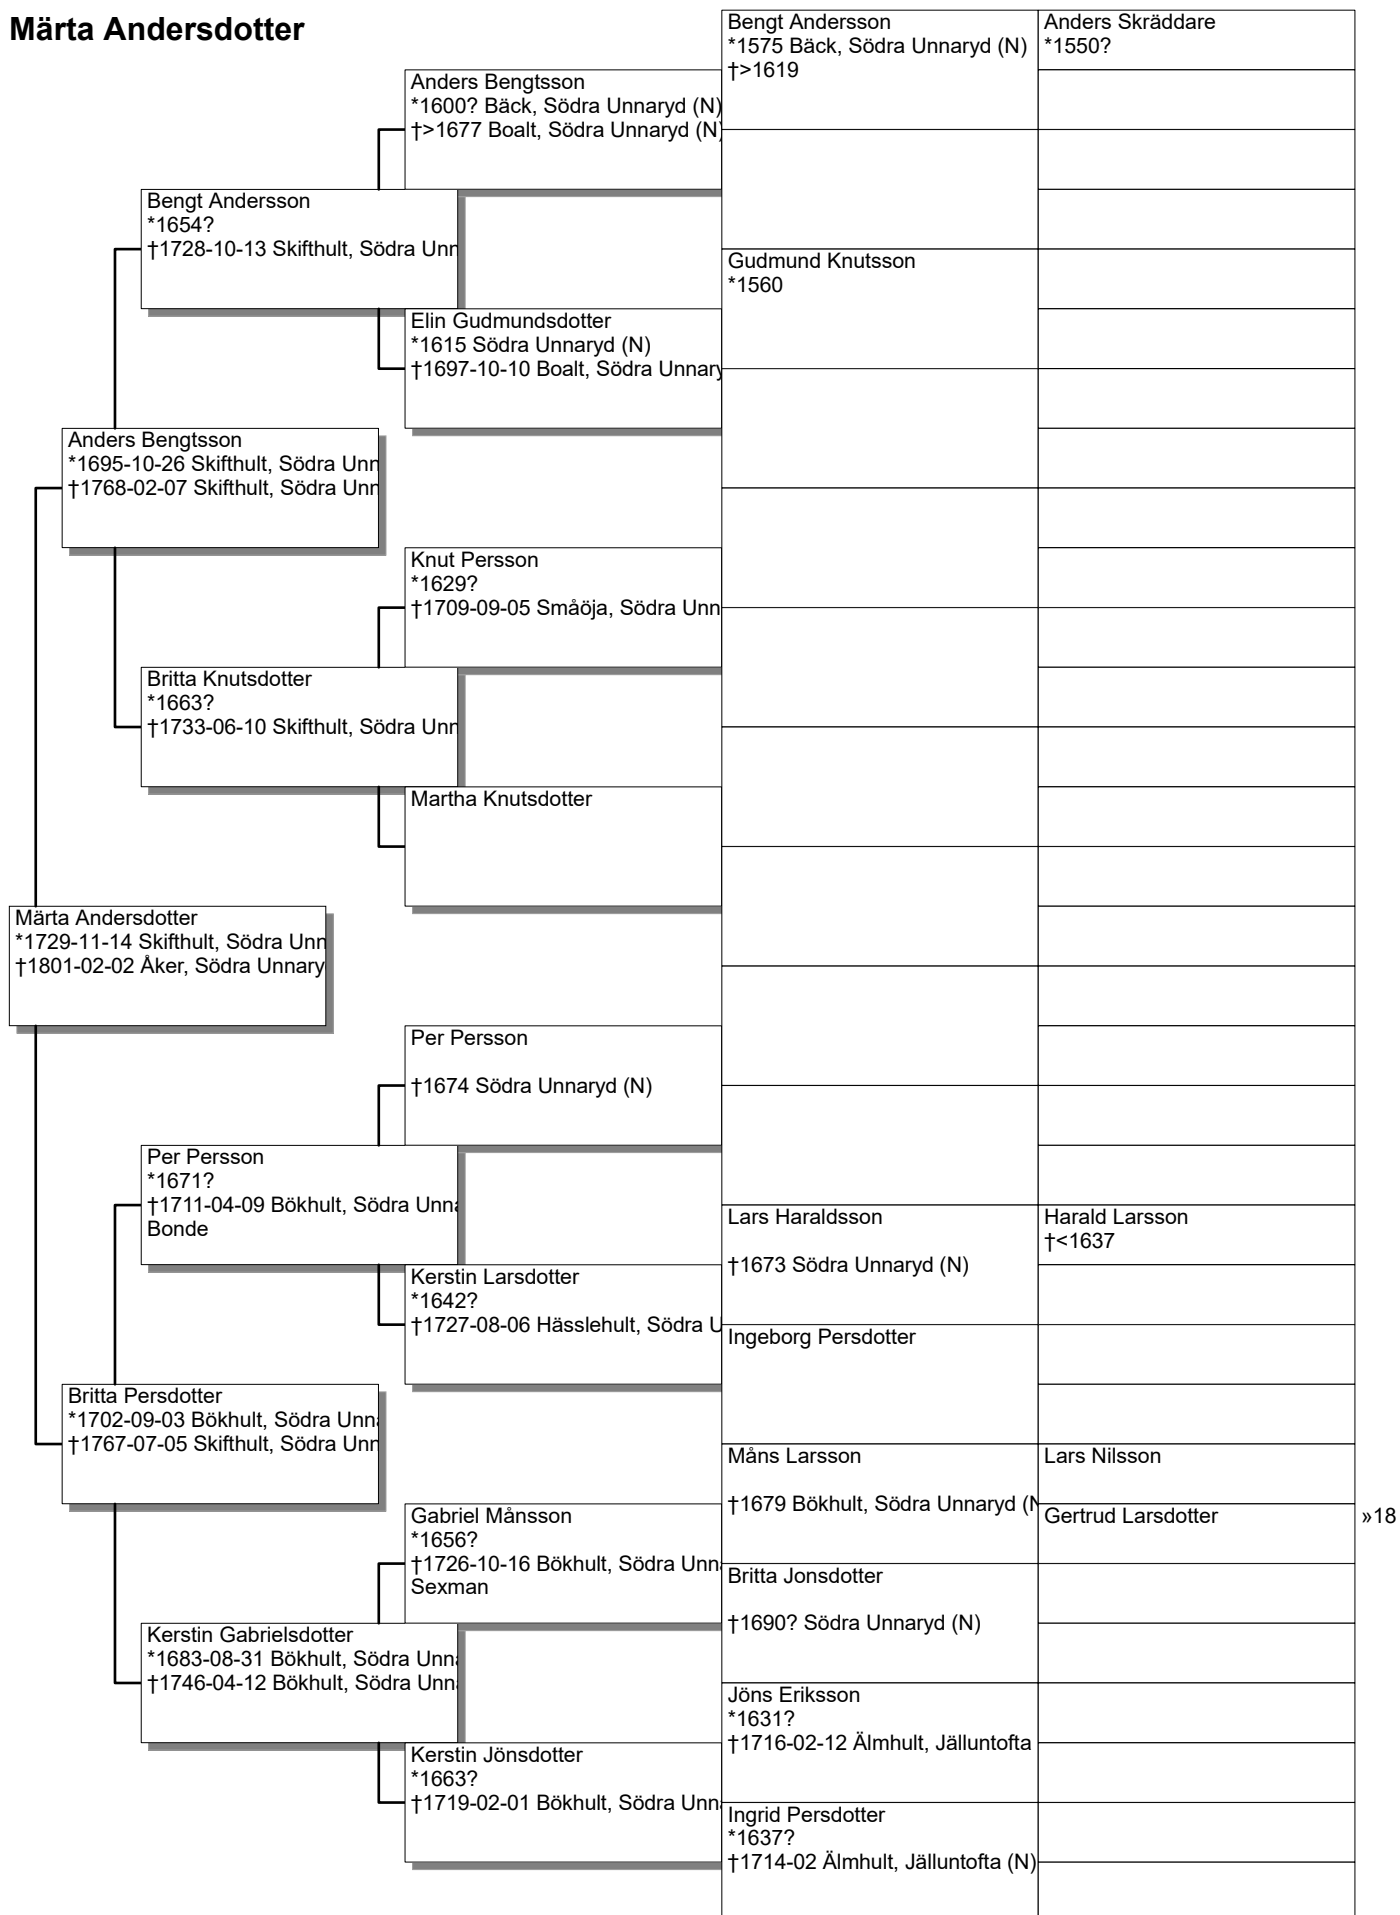 Märta Andersdotter
Märta Andersdotter
*1729-11-14 Skifthult, Södra Unn
†1801-02-02 Åker, Södra Unnary
Anders Bengtsson
*1695-10-26 Skifthult, Södra Unn
†1768-02-07 Skifthult, Södra Unn
Britta Persdotter
*1702-09-03 Bökhult, Södra Unna
†1767-07-05 Skifthult, Södra Unn
Bengt Andersson
*1654?
†1728-10-13 Skifthult, Södra Unn
Britta Knutsdotter
*1663?
†1733-06-10 Skifthult, Södra Unn
Per Persson
*1671?
†1711-04-09 Bökhult, Södra Unna
Bonde
Kerstin Gabrielsdotter
*1683-08-31 Bökhult, Södra Unna
†1746-04-12 Bökhult, Södra Unna
Anders Bengtsson
*1600? Bäck, Södra Unnaryd (N)
†>1677 Boalt, Södra Unnaryd (N)
Elin Gudmundsdotter
*1615 Södra Unnaryd (N)
†1697-10-10 Boalt, Södra Unnary
Knut Persson
*1629?
†1709-09-05 Småöja, Södra Unn
Martha Knutsdotter
Per Persson
†1674 Södra Unnaryd (N)
Kerstin Larsdotter
*1642?
†1727-08-06 Hässlehult, Södra U
Gabriel Månsson
*1656?
†1726-10-16 Bökhult, Södra Unna
Sexman
Kerstin Jönsdotter
*1663?
†1719-02-01 Bökhult, Södra Unna
Bengt Andersson
*1575 Bäck, Södra Unnaryd (N)
†>1619
Gudmund Knutsson
*1560
Lars Haraldsson
†1673 Södra Unnaryd (N)
Ingeborg Persdotter
Måns Larsson
†1679 Bökhult, Södra Unnaryd (N
Britta Jonsdotter
†1690? Södra Unnaryd (N)
Jöns Eriksson
*1631?
†1716-02-12 Älmhult, Jälluntofta
Ingrid Persdotter
*1637?
†1714-02 Älmhult, Jälluntofta (N)
Anders Skräddare
*1550?
Harald Larsson
†<1637
Lars Nilsson
Gertrud Larsdotter
»18